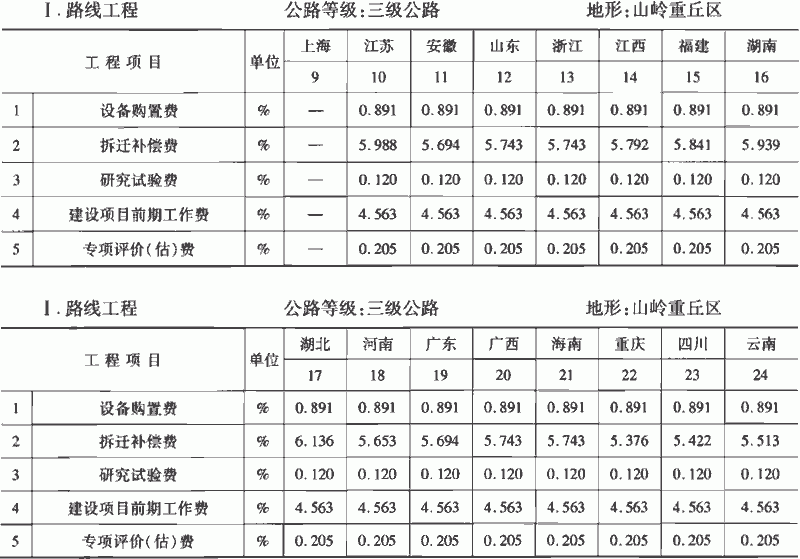 Ⅰ.路线工程 公路等级:三级公路 地形:山岭重丘区
工程项目 单位 上海 江苏 安徽 山东 浙江 江西 福建 湖南
9 10 11 12 13 14 15 16
1 设备购置费 % — 0.891 0.891 0.891 0.891 0.891 0.891 0.891
2 拆迁补偿费 % — 5.988 5.694 5.743 5.743 5.792 5.841 5.939
3 研究试验费 % — 0.120 0.120 0.120 0.120 0.120 0.120 0.120
4 建设项目前期工作费 % — 4.563 4.563 4.563 4.563 4.563 4.563 4.563
5 专项评价(估)费 % — 0.205 0.205 0.205 0.205 0.205 0.205 0.205
Ⅰ.路线工程 公路等级:三级公路 地形:山岭重丘区
工程项目 单位 湖北 河南 广东 广西 海南 重庆 四川 云南
17 18 19 20 21 22 23 24
1 设备购置费 % 0.891 0.891 0.891 0.891 0.891 0.891 0.891 0.891
2 拆迁补偿费 % 6.136 5.653 5.694 5.743 5.743 5.376 5.422 5.513
3 研究试验费 % 0.120 0.120 0.120 0.120 0.120 0.120 0.120 0.120
4 建设项目前期工作费 % 4.563 4.563 4.563 4.563 4.563 4.563 4.563 4.563
5 专项评价(估)费 % 0.205 0.205 0.205 0.205 0.205 0.205 0.205 0.205